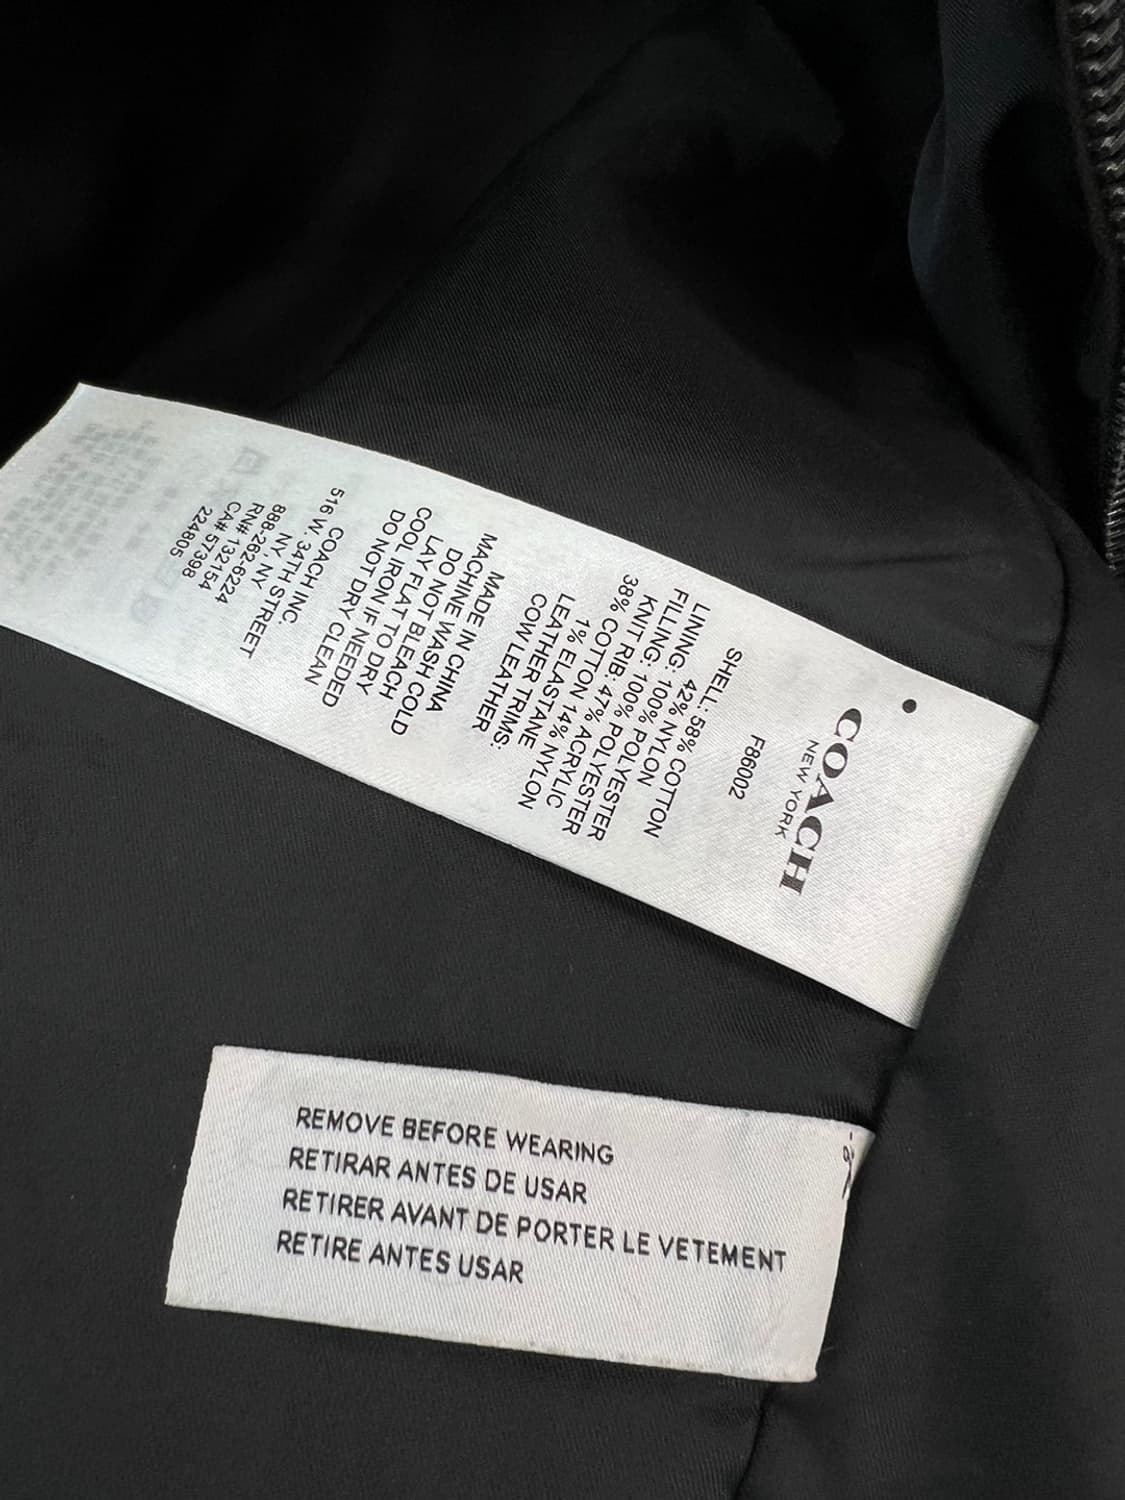 COACH
NEW YORK
F86002
SHELL: 58% COTTON
42% NYLON
LINING: 100% POLYESTER
FILLING: 100% POLYESTER
KNIT RIB: 47% ACRYLIC
38% COTTON 14% NYLON
1% ELASTANE
LEATHER TRIMS:
COW LEATHER
MADE IN CHINA
MACHINE WASH COLD
DO NOT BLEACH
LAY FLAT TO DRY
COOL IRON IF NEEDED
DO NOT DRY CLEAN
COACH INC.
516 W. 34TH STREET
NY, NY
888-262-6224
RN# 132154
CA# 57398
224805
REMOVE BEFORE WEARING
RETIRAR ANTES DE USAR
RETIRER AVANT DE PORTER LE VETEMENT
RETIRE ANTES USAR